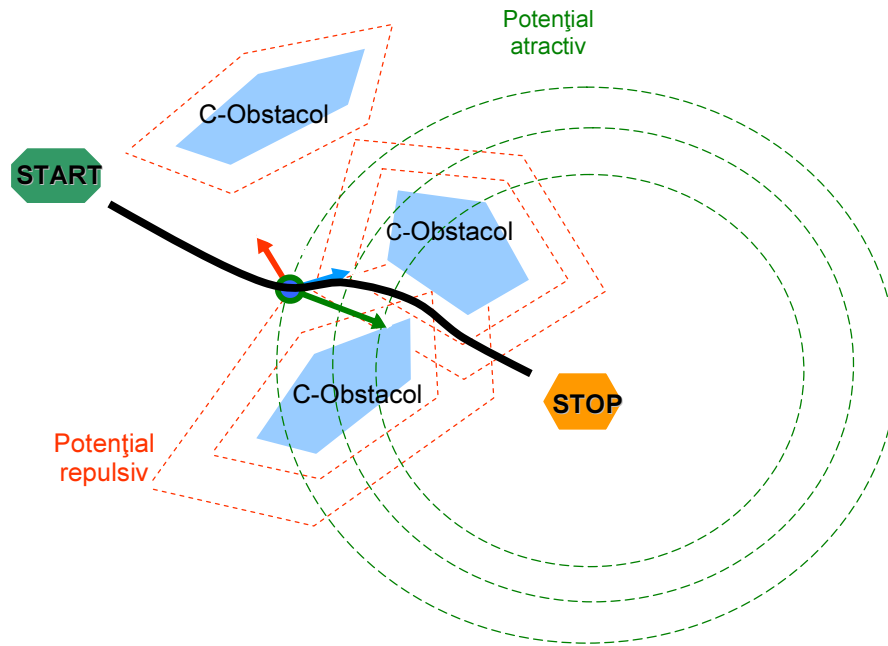 Potenţial
atractiv
C-Obstacol
START
C-Obstacol
C-Obstacol
STOP
Potenţial
repulsiv